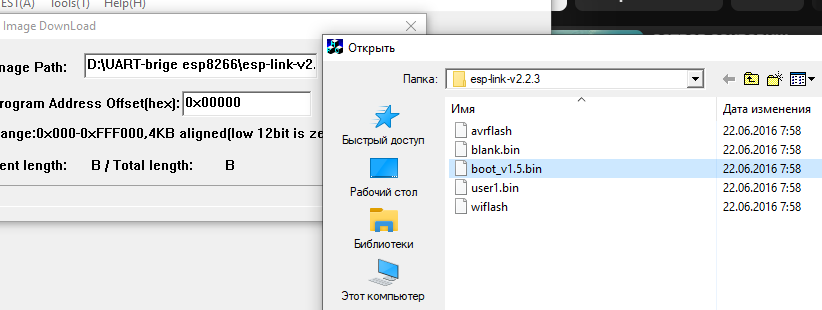 EST(A) Tools(T) Help(H)
Image DownLoad
mage Path: D:\UART-brige esp8266\esp-link-v2.
rogram Address Offset(hex): 0x00000
ange:0x000-0xFFF000,4KB aligned(low 12bit is ze
ent length: B / Total length: B
Открыть
Папка: esp-link-v2.2.3
Быстрый доступ
Рабочий стол
Библиотеки
Этот компьютер
Имя Дата изменения
avrflash 22.06.2016 7:58
blank.bin 22.06.2016 7:58
boot_v1.5.bin 22.06.2016 7:58
user1.bin 22.06.2016 7:58
wiflash 22.06.2016 7:58